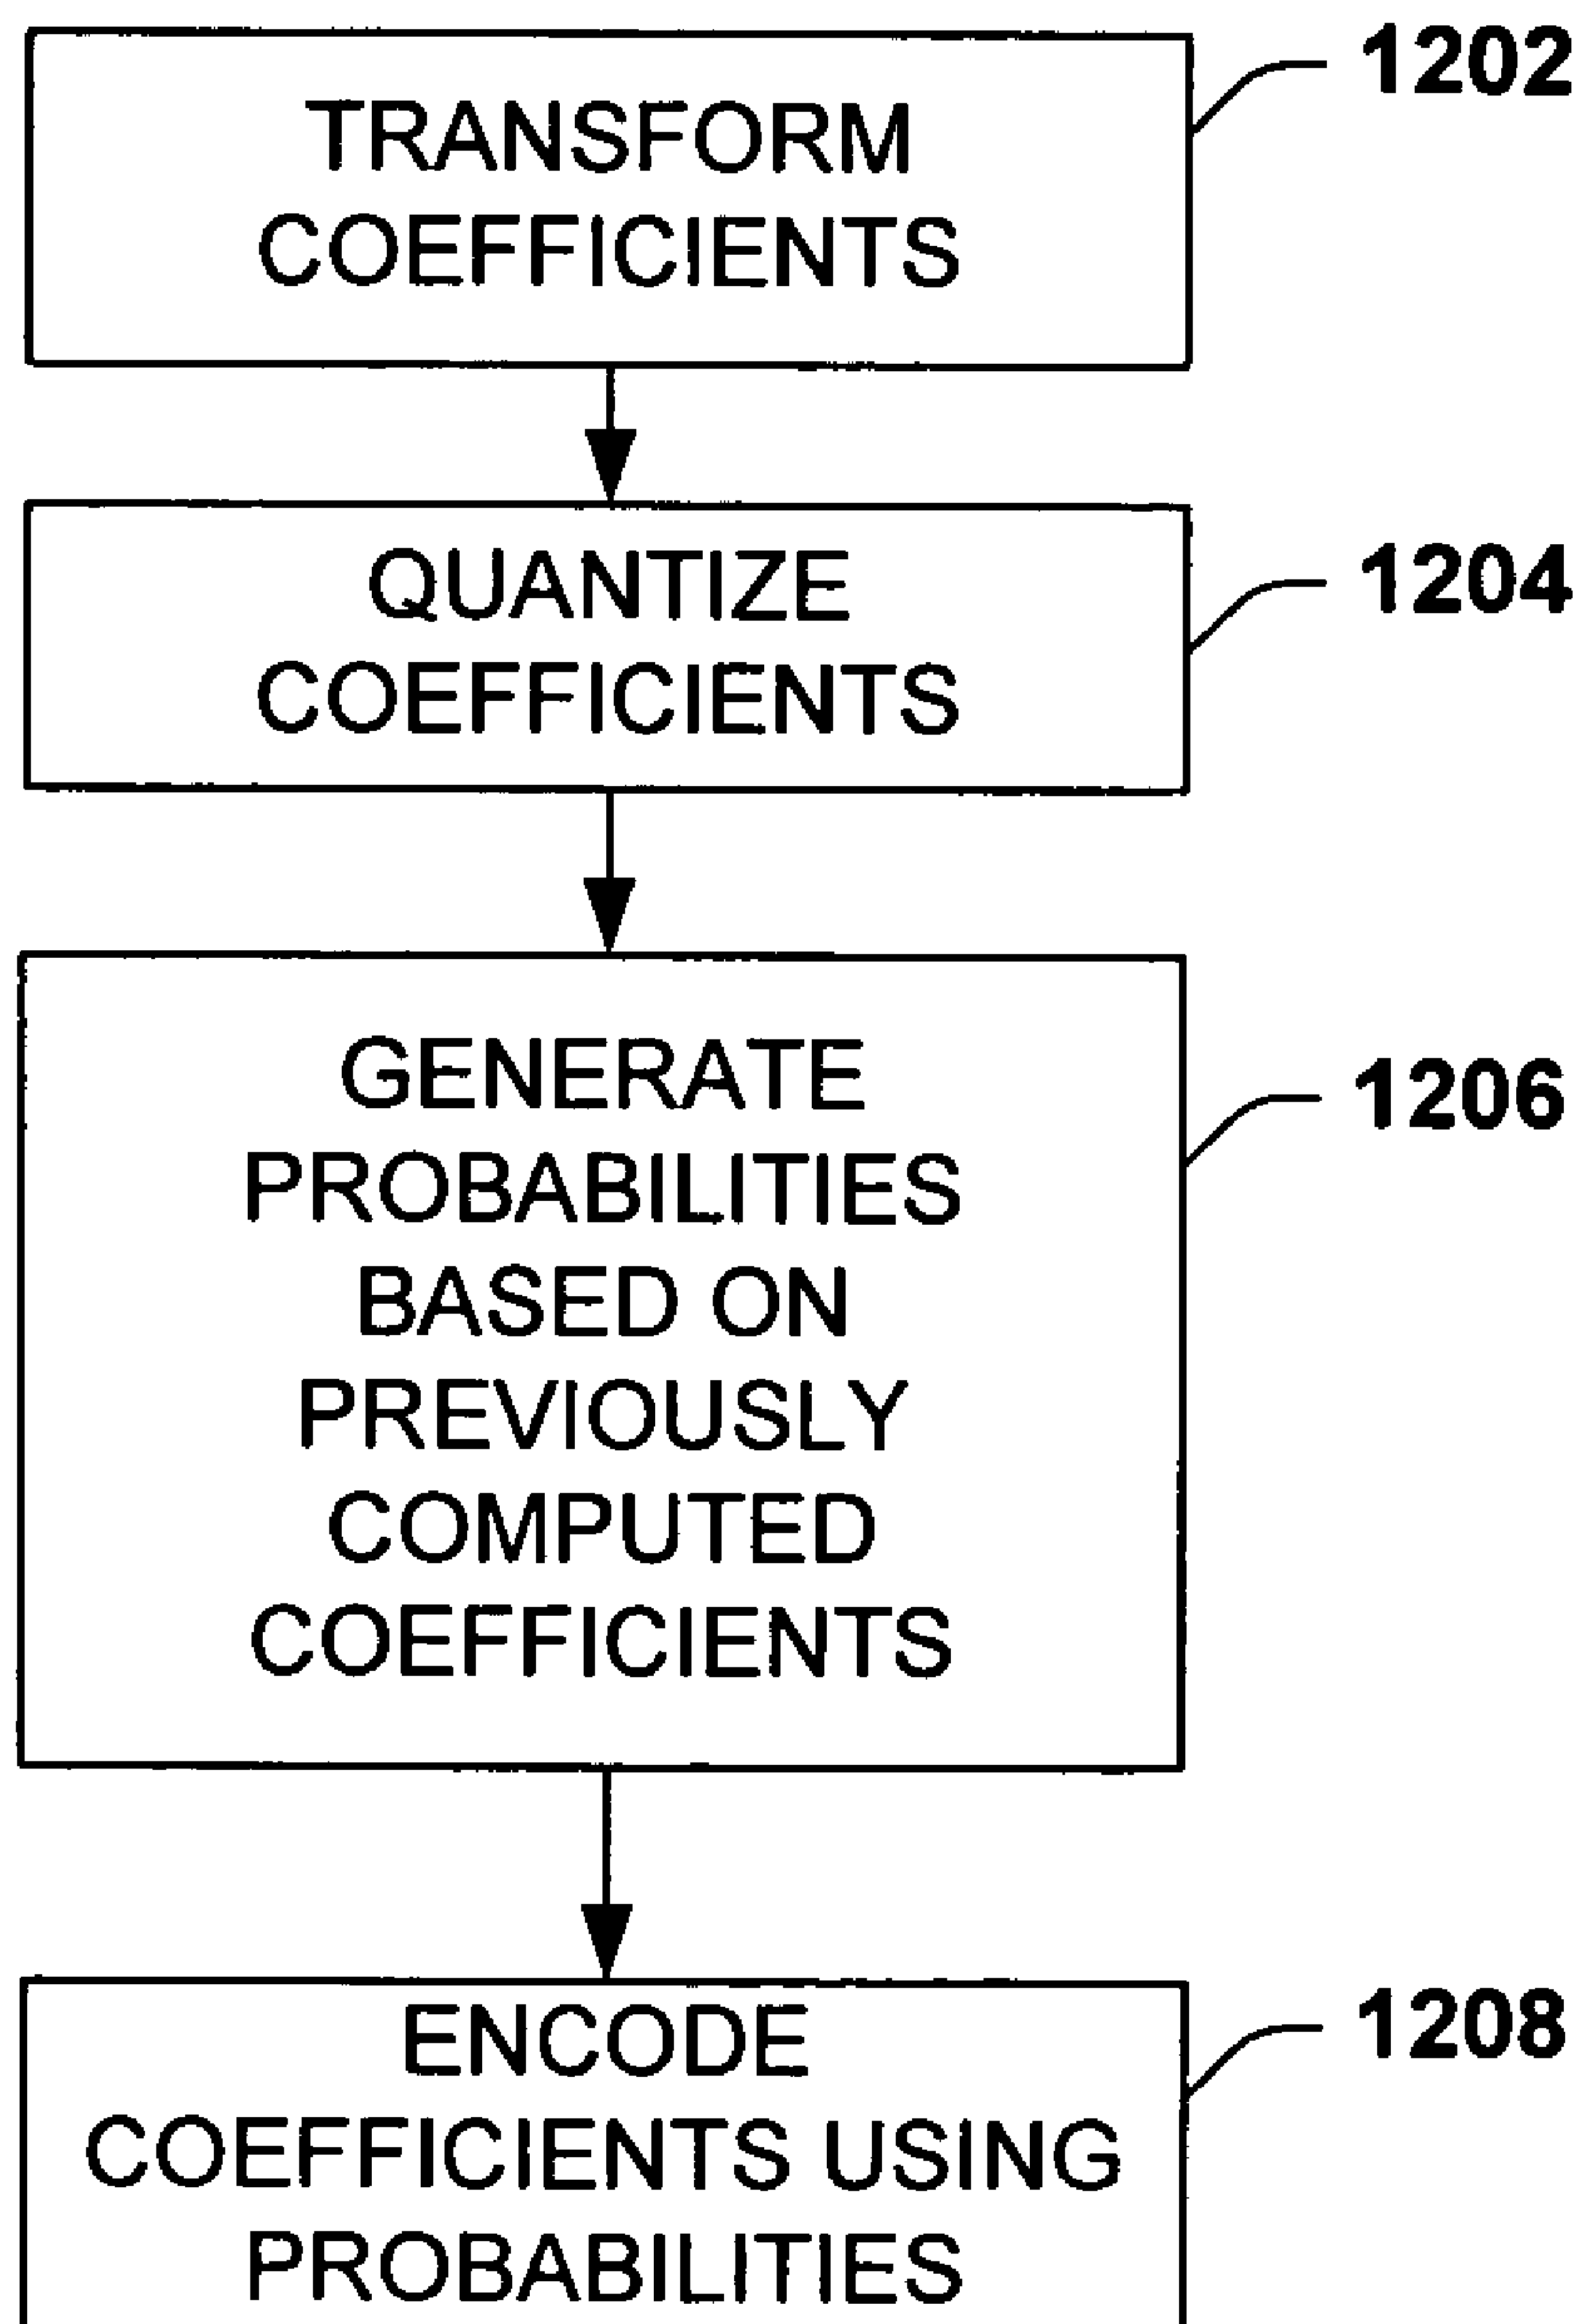 TRANSFORM
COEFFICIENTS
1202
QUANTIZE
COEFFICIENTS
1204
GENERATE
PROBABILITIES
BASED ON
PREVIOUSLY
COMPUTED
COEFFICIENTS
1206
ENCODE
COEFFICIENTS USING
PROBABILITIES
1208